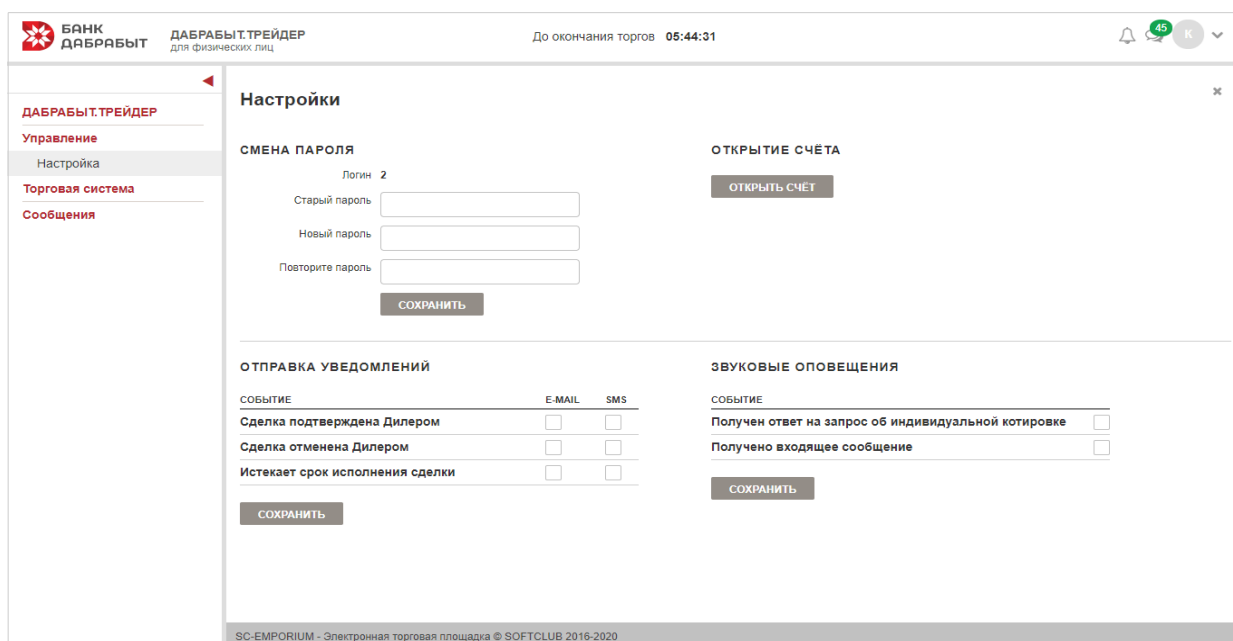 БАНК
ДАБРАБЫТ
ДАБРАБЫТ.ТРЕЙДЕР
для физических лиц
До окончания торгов 05:44:31
45
К
ДАБРАБЫТ.ТРЕЙДЕР
Управление
Настройка
Торговая система
Сообщения
Настройки
СМЕНА ПАРОЛЯ
Логин 2
Старый пароль
Новый пароль
Повторите пароль
СОХРАНИТЬ
ОТКРЫТИЕ СЧЁТА
ОТКРЫТЬ СЧЁТ
ОТПРАВКА УВЕДОМЛЕНИЙ
СОБЫТИЕ E-MAIL SMS
Сделка подтверждена Дилером
Сделка отменена Дилером
Истекает срок исполнения сделки
СОХРАНИТЬ
ЗВУКОВЫЕ ОПОВЕЩЕНИЯ
СОБЫТИЕ
Получен ответ на запрос об индивидуальной котировке
Получено входящее сообщение
СОХРАНИТЬ
SC-EMPORIUM - Электронная торговая площадка © SOFTCLUB 2016-2020